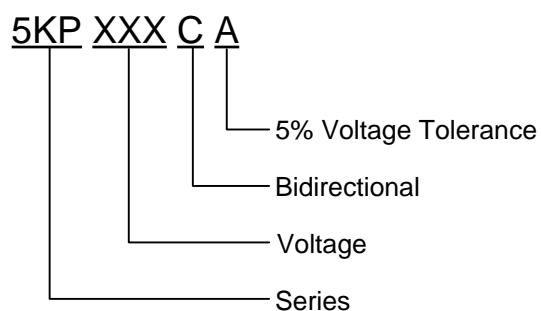 5KP XXX C A
5% Voltage Tolerance
Bidirectional
Voltage
Series